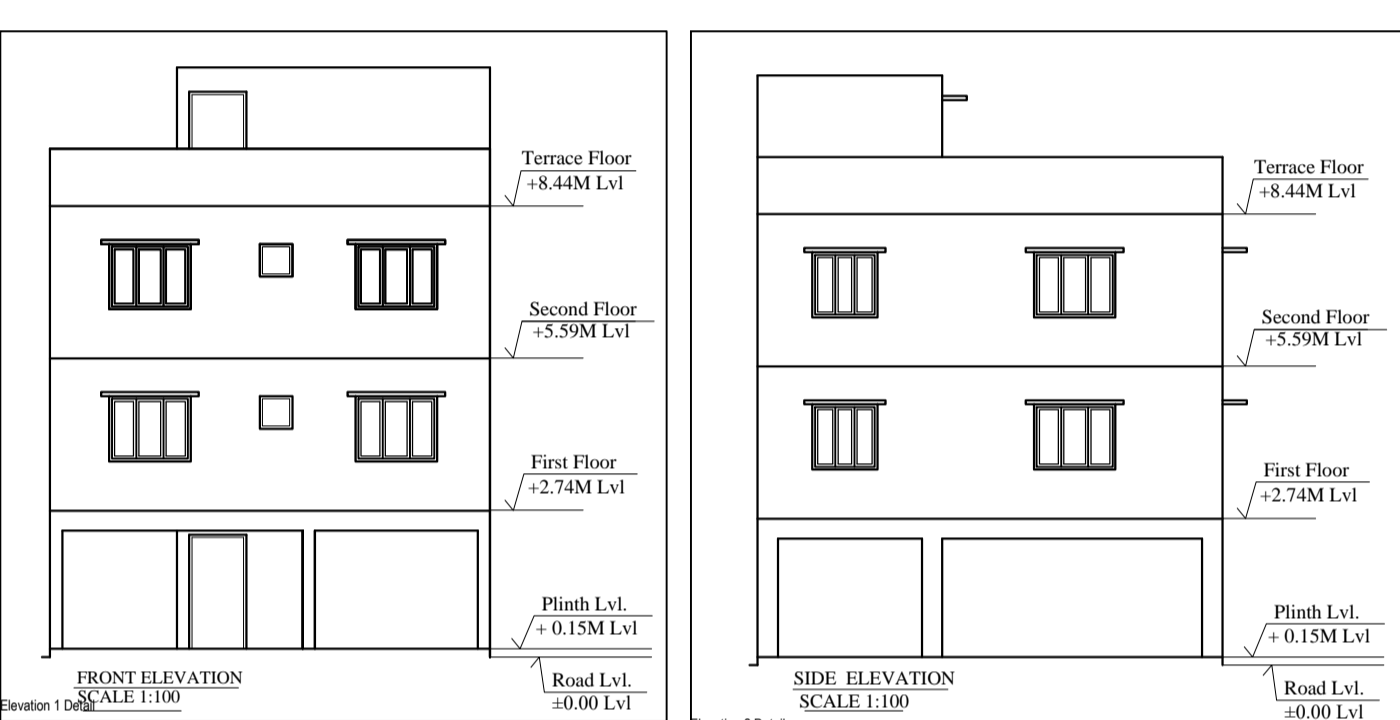 Terrace Floor
+8.44M Lvl
Second Floor
+5.59M Lvl
First Floor
+2.74M Lvl
Plinth Lvl.
+ 0.15M Lvl
Road Lvl.
±0.00 Lvl
FRONT ELEVATION
SCALE 1:100
Elevation 1 Detail
Terrace Floor
+8.44M Lvl
Second Floor
+5.59M Lvl
First Floor
+2.74M Lvl
Plinth Lvl.
+ 0.15M Lvl
Road Lvl.
±0.00 Lvl
SIDE ELEVATION
SCALE 1:100